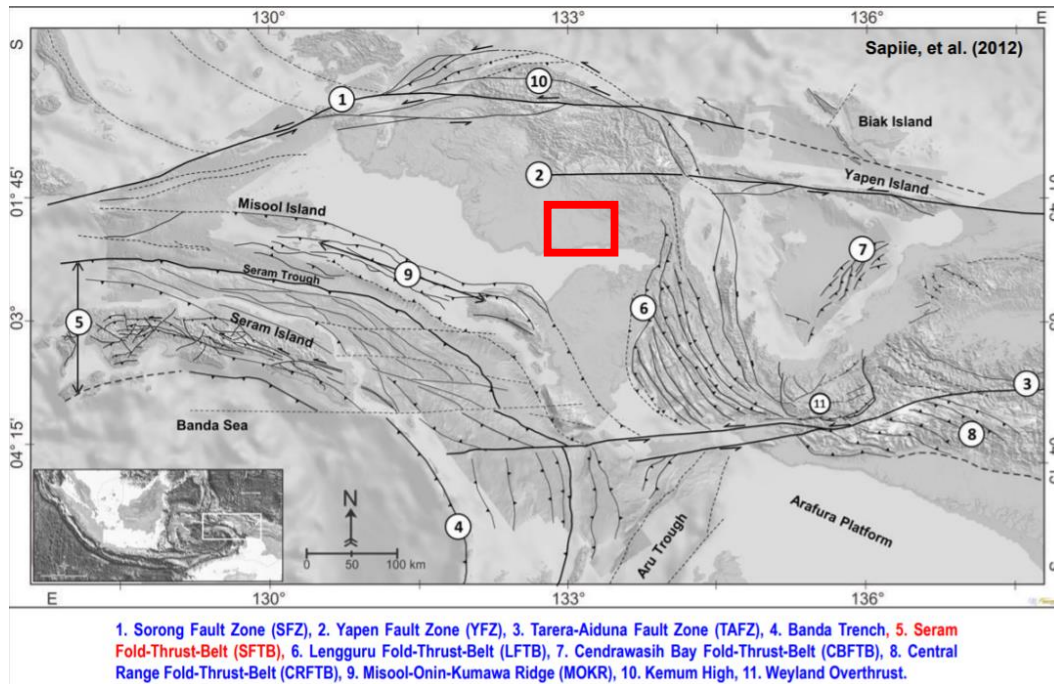 130°
133°
136°
E
S
Sapiie, et al. (2012)
10
1
Biak Island
2
Yapen Island
01° 45'
Misool Island
7
Seram Trough
9
6
5
03°
Seram Island
3
11
8
Banda Sea
04° 15'
N
4
Aru Trough
Arafura Platform
0 50 100 km
E
130°
133°
136°
1. Sorong Fault Zone (SFZ), 2. Yapen Fault Zone (YFZ), 3. Tarera-Aiduna Fault Zone (TAFZ), 4. Banda Trench, 5. Seram
Fold-Thrust-Belt (SFTB), 6. Lengguru Fold-Thrust-Belt (LFTB), 7. Cendrawasih Bay Fold-Thrust-Belt (CBFTB), 8. Central
Range Fold-Thrust-Belt (CRFTB), 9. Misool-Onin-Kumawa Ridge (MOKR), 10. Kemum High, 11. Weyland Overthrust.